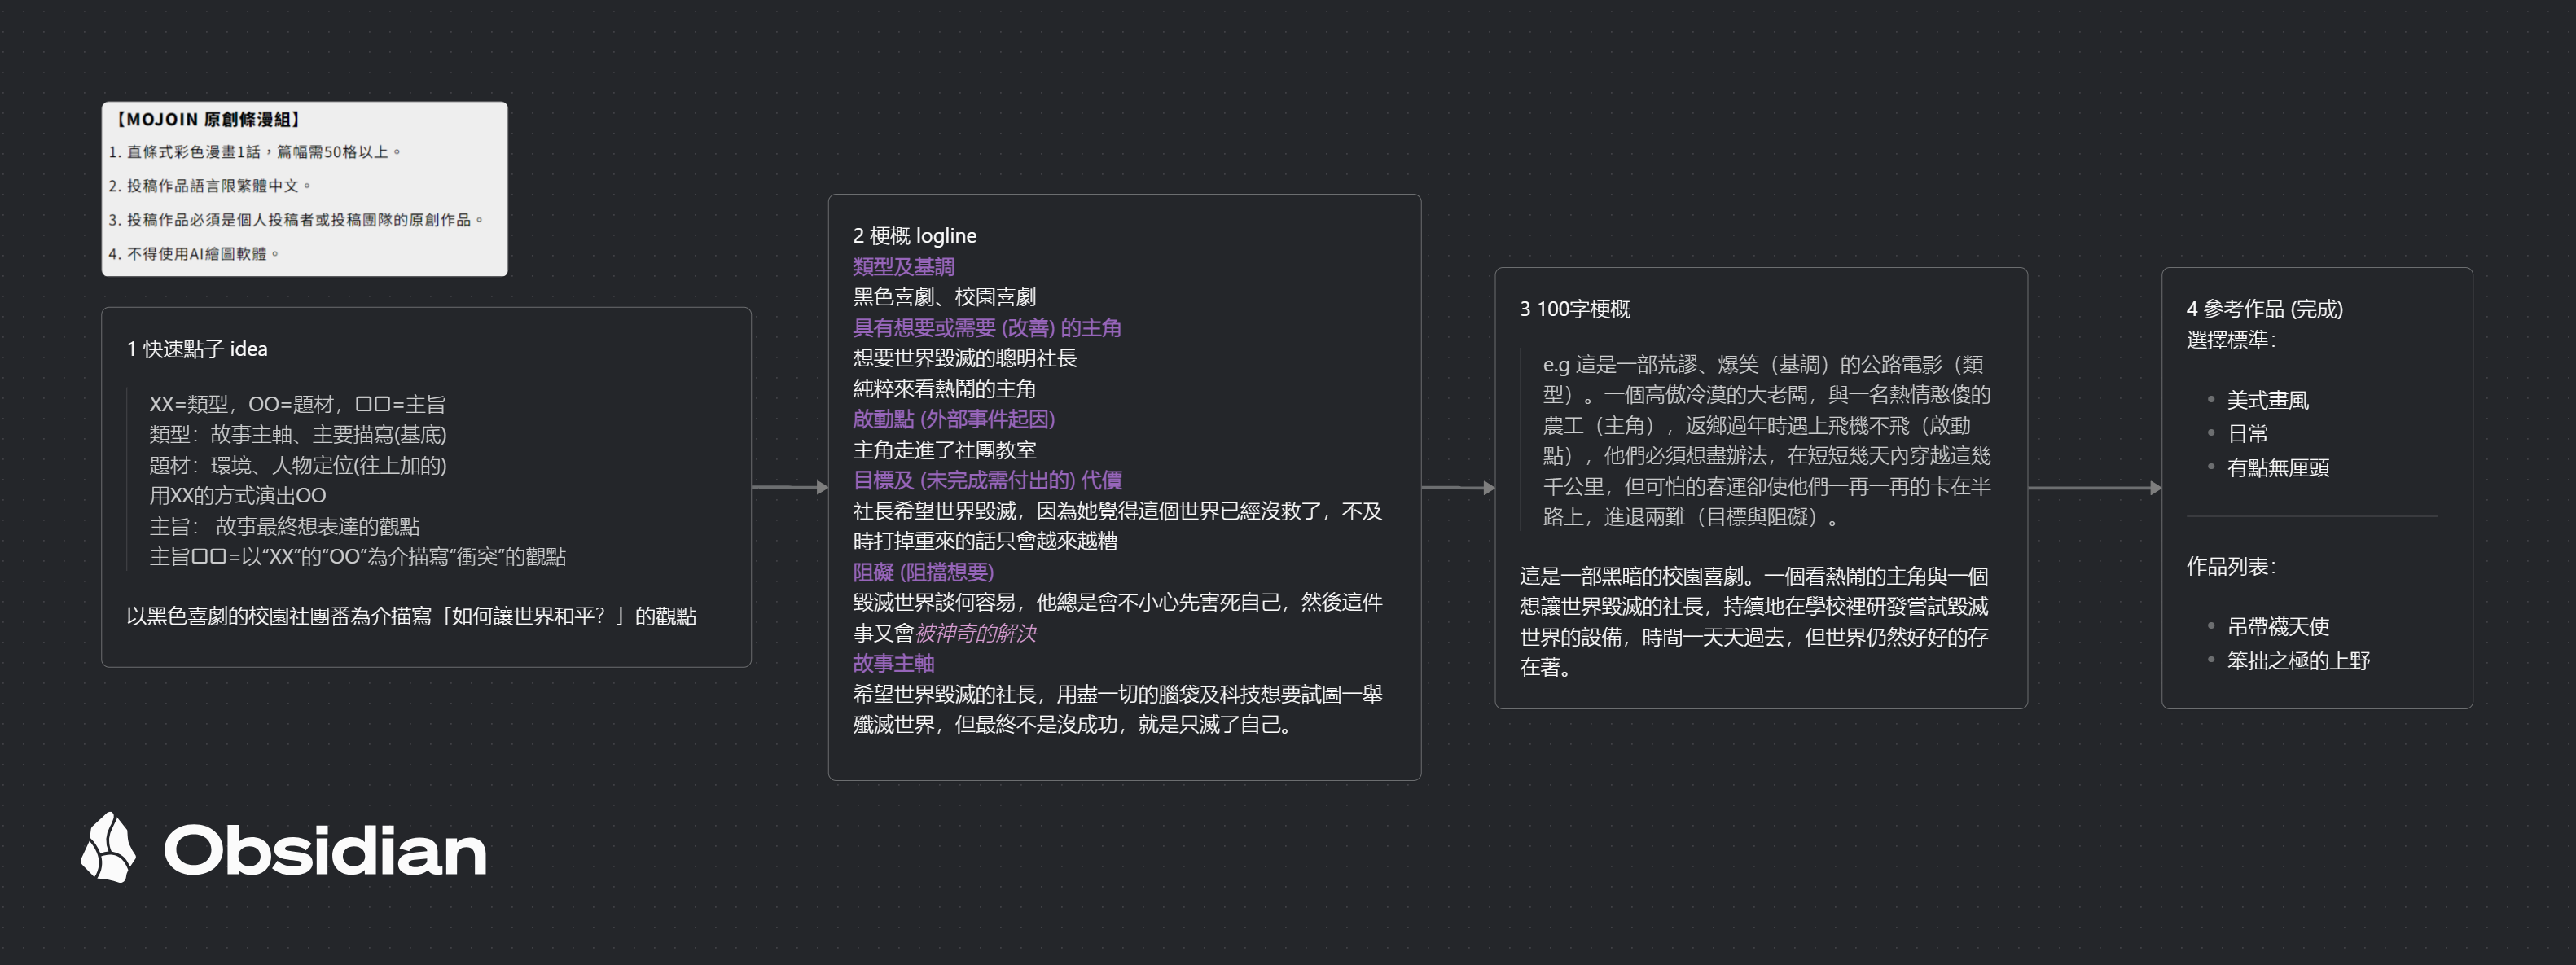 【MOJOIN 原創條漫組】
1. 直條式彩色漫畫1話，篇幅需50格以上。
2. 投稿作品語言限繁體中文。
3. 投稿作品必須是個人投稿者或投稿團隊的原創作品。
4. 不得使用AI繪圖軟體。
1 快速點子 idea
XX=類型，OO=題材，口口=主旨
類型：故事主軸、主要描寫(基底)
題材：環境、人物定位(往上加的)
用XX的方式演出OO
主旨： 故事最終想表達的觀點
主旨口口=以“XX”的“OO”為介描寫“衝突”的觀點
以黑色喜劇的校園社團番為介描寫「如何讓世界和平？」的觀點
2 梗概 logline
類型及基調
黑色喜劇、校園喜劇
具有想要或需要 (改善) 的主角
想要世界毀滅的聰明社長
純粹來看熱鬧的主角
啟動點 (外部事件起因)
主角走進了社團教室
目標及 (未完成需付出的) 代價
社長希望世界毀滅，因為她覺得這個世界已經沒救了，不及
時打掉重來的話只會越來越糟
阻礙 (阻擋想要)
毀滅世界談何容易，他總是會不小心先害死自己，然後這件
事又會被神奇的解決
故事主軸
希望世界毀滅的社長，用盡一切的腦袋及科技想要試圖一舉
殲滅世界，但最終不是沒成功，就是只滅了自己。
3 100字梗概
e.g 這是一部荒謬、爆笑（基調）的公路電影（類
型）。一個高傲冷漠的大老闆，與一名熱情憨傻的
農工（主角），返鄉過年時遇上飛機不飛（啟動
點），他們必須想盡辦法，在短短幾天內穿越這幾
千公里，但可怕的春運卻使他們一再一再的卡在半
路上，進退兩難（目標與阻礙）。
這是一部黑暗的校園喜劇。一個看熱鬧的主角與一個
想讓世界毀滅的社長，持續地在學校裡研發嘗試毀滅
世界的設備，時間一天天過去，但世界仍然好好的存
在著。
4 參考作品 (完成)
選擇標準：
美式畫風
日常
有點無厘頭
作品列表：
吊帶襪天使
笨拙之極的上野
Obsidian